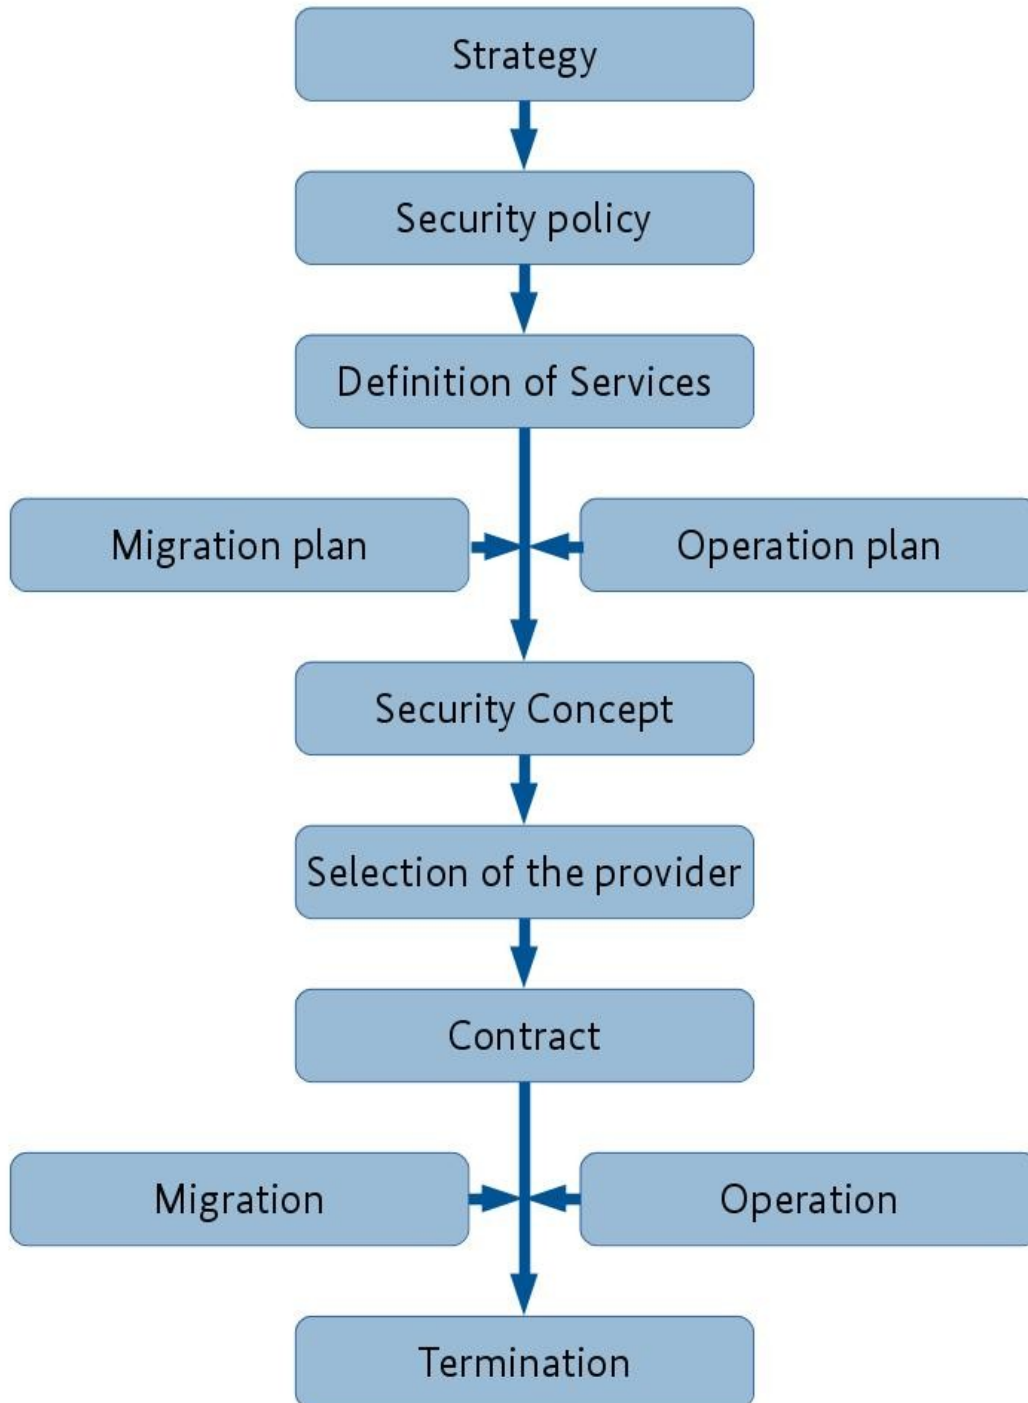 Strategy
Security policy
Definition of Services
Migration plan
Operation plan
Security Concept
Selection of the provider
Contract
Migration
Operation
Termination